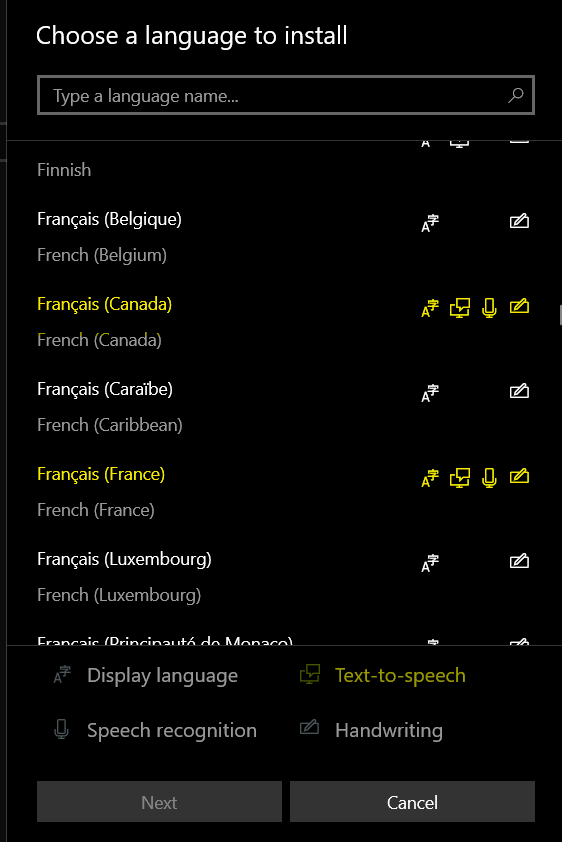 Choose a language to install
Type a language name...
Finnish
Français (Belgique)
French (Belgium)
Français (Canada)
French (Canada)
Français (Caraïbe)
French (Caribbean)
Français (France)
French (France)
Français (Luxembourg)
French (Luxembourg)
Français (Principauté de Monaco)
Display language
Text-to-speech
Speech recognition
Handwriting
Next
Cancel